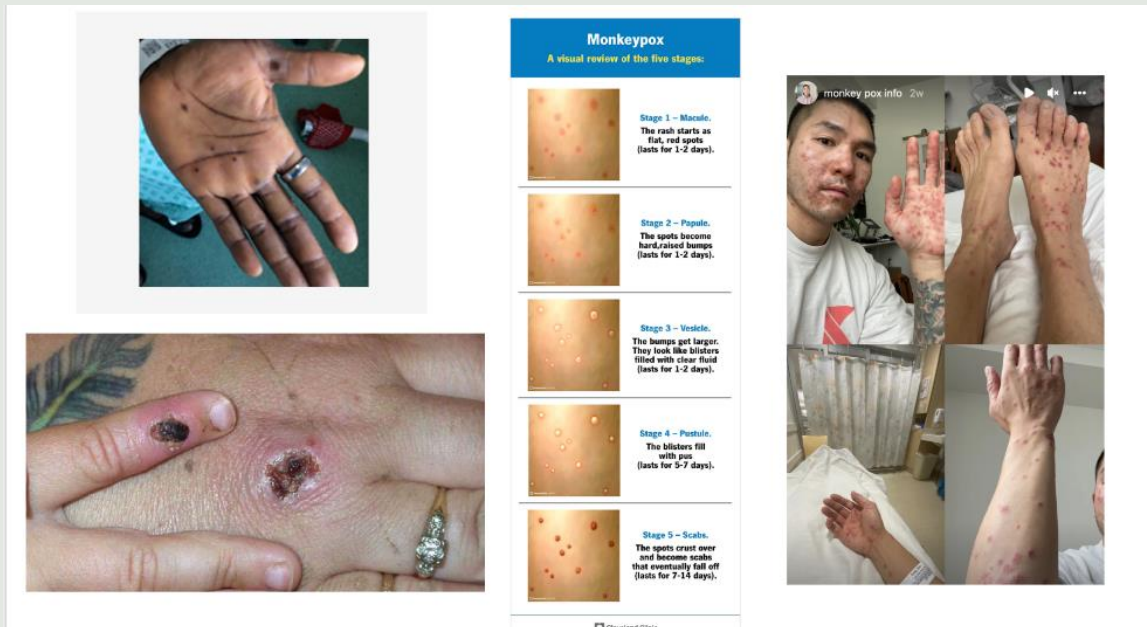 Monkeypox
A visual review of the five stages:
Stage 1 – Macule.
The rash starts as
flat, red spots
(lasts for 1-2 days).
Stage 2 – Papule.
The spots become
hard,raised bumps
(lasts for 1-2 days).
Stage 3 – Vesicle.
The bumps get larger.
They look like blisters
filled with clear fluid
(lasts for 1-2 days).
Stage 4 – Pustule.
The blisters fill
with pus
(lasts for 5-7 days).
Stage 5 – Scabs.
The spots crust over
and become scabs
that eventually fall off
(lasts for 7-14 days).
monkey pox info 2w